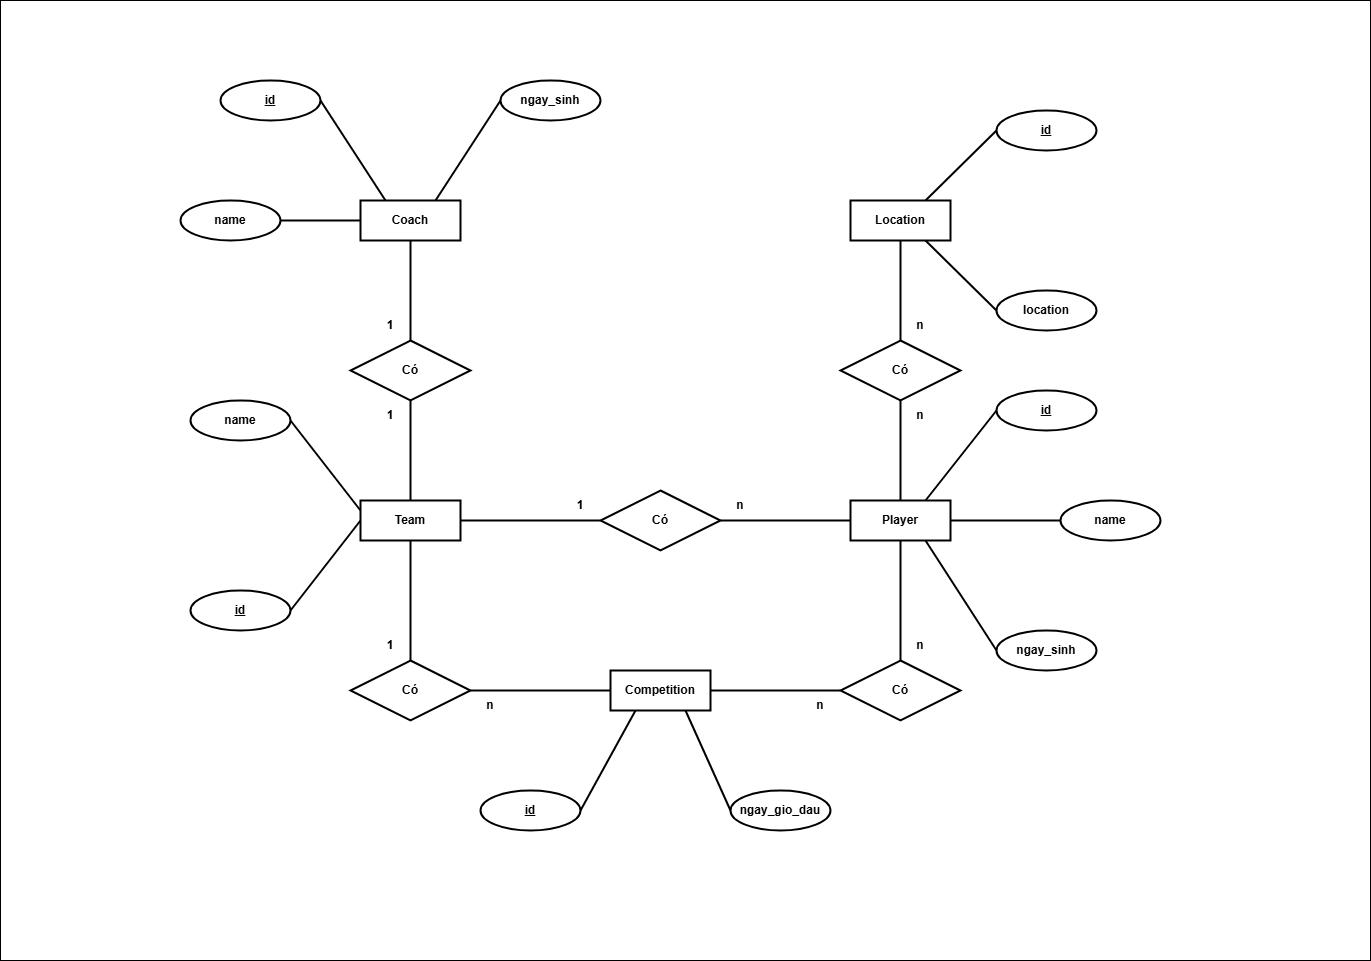 id
ngay_sinh
id
name
Coach
Location
location
1
n
Có
Có
1
n
id
name
1
n
Team
Có
Player
name
id
1
n
ngay_sinh
Có
Competition
Có
n
n
id
ngay_gio_dau